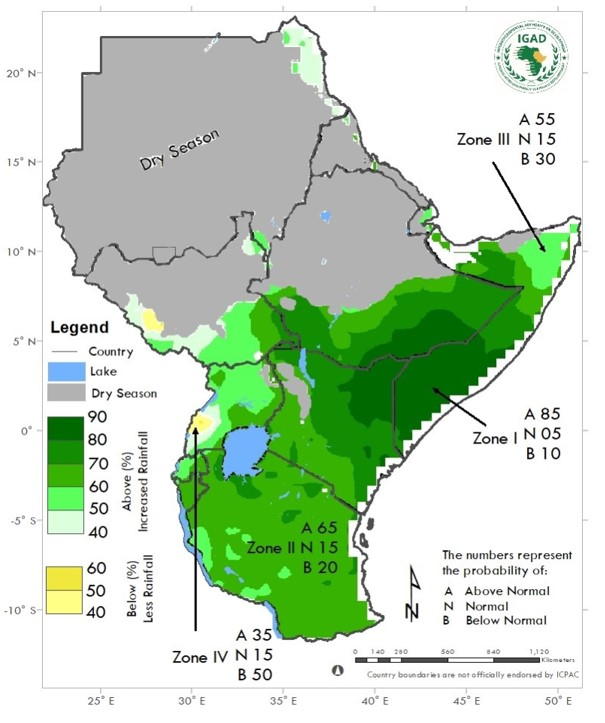 IGAD
20° N
15° N
10° N
5° N
0°
-5° S
-10° S
25° E
30° E
35° E
40° E
45° E
50° E
Dry Season
A 55
Zone III N 15
B 30
A 85
Zone I N 05
B 10
A 65
Zone II N 15
B 20
A 35
Zone IV N 15
B 50
Legend
Country
Lake
Dry Season
90
80
70
60
50
40
Above (%)
Increased Rainfall
60
50
40
Below (%)
Less Rainfall
The numbers represent
the probability of:
A Above Normal
N Normal
B Below Normal
N
0 140 280 560 840 1,120
Kilometers
Country boundaries are not officially endorsed by ICPAC